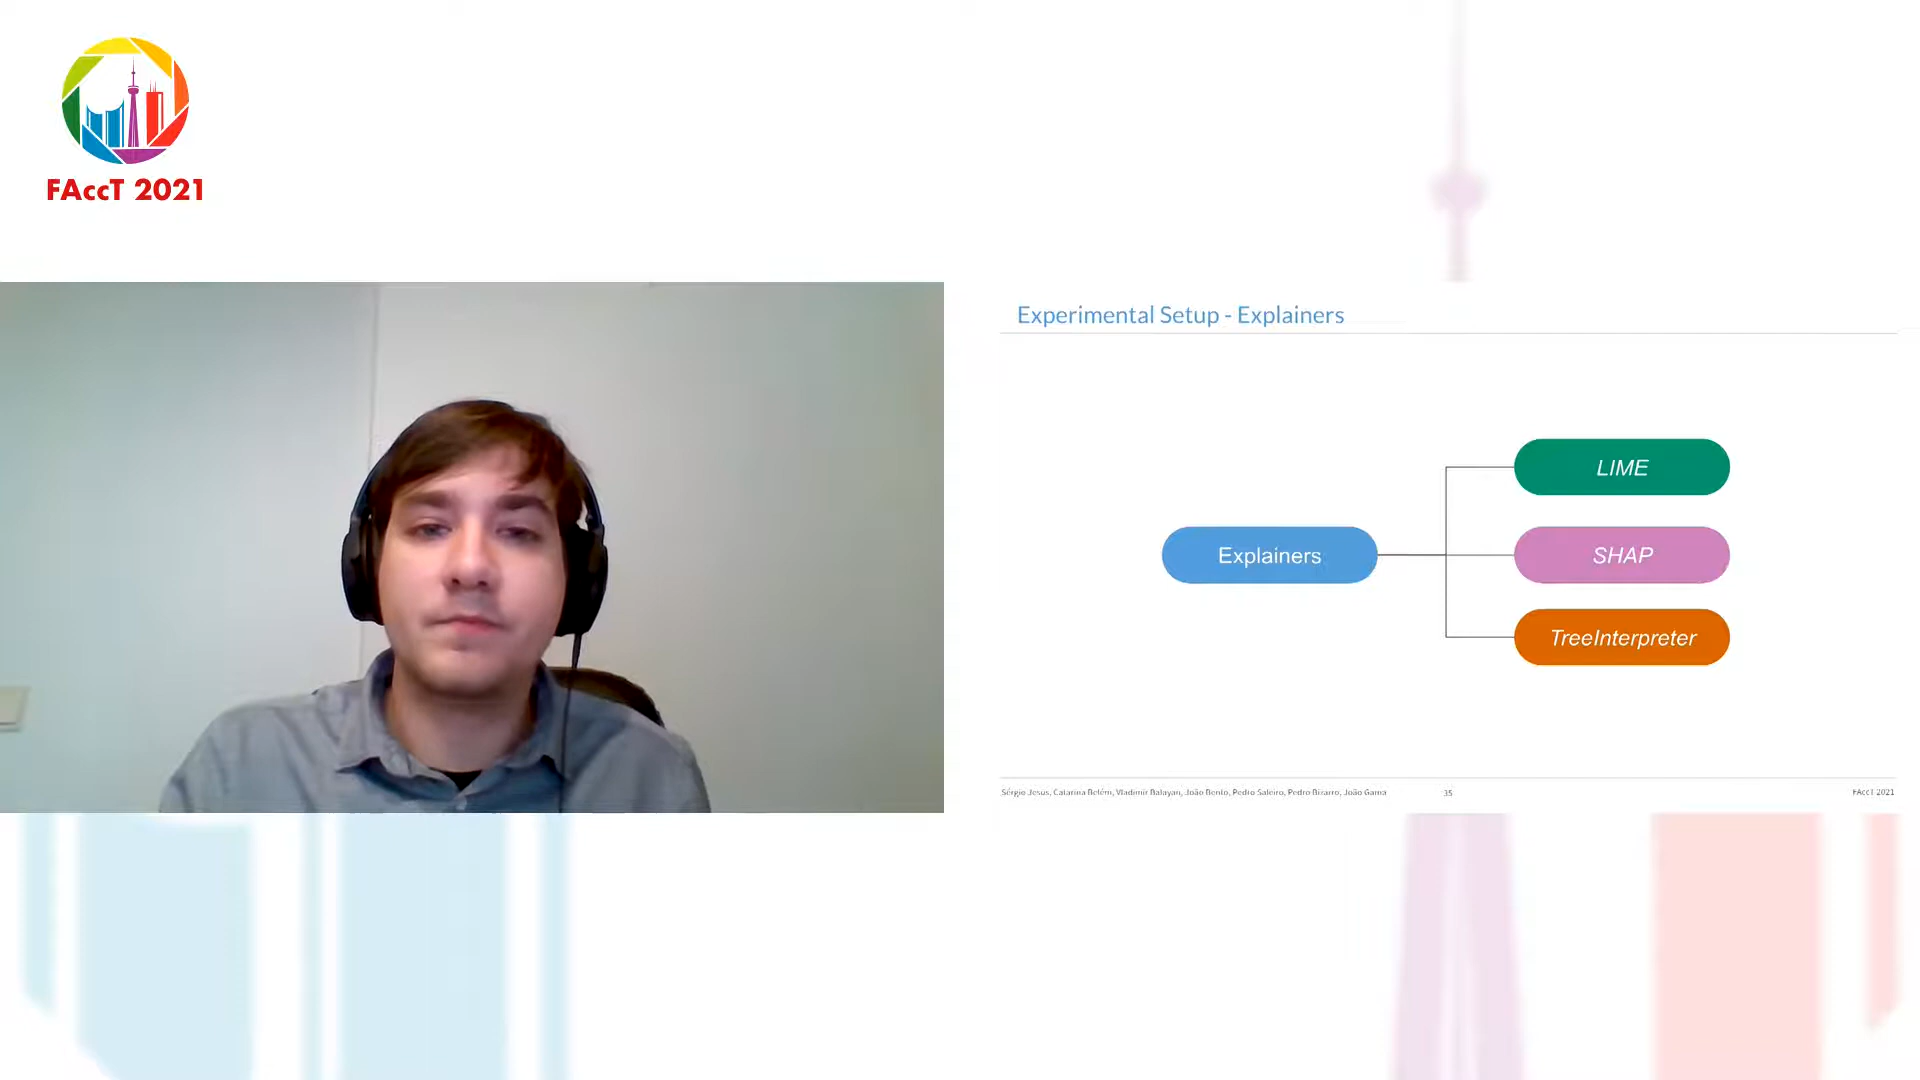 FAccT 2021
Experimental Setup - Explainers
LIME
Explainers
SHAP
TreeInterpreter
Sérgio Jesus, Catarina Belém, Vladimir Balayan, João Bento, Pedro Saleiro, Pedro Bizarro, João Gama
35
FAccT 2021